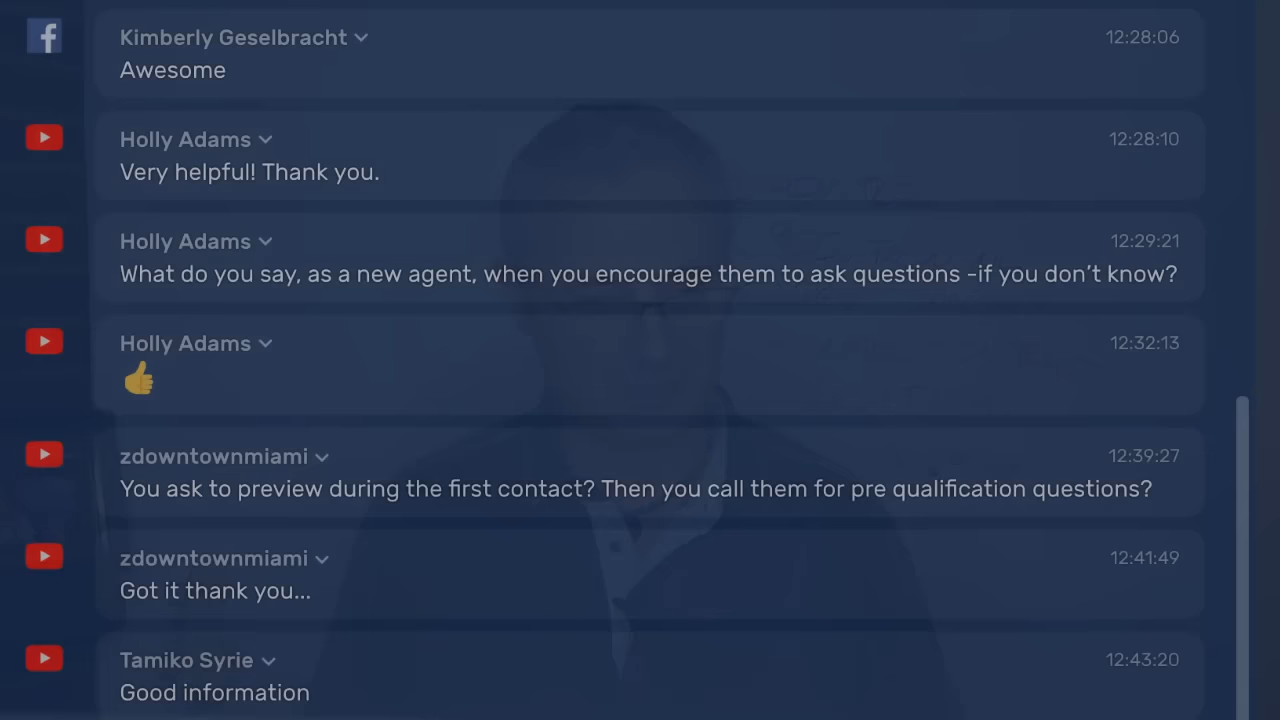 Kimberly Geselbracht 12:28:06
Awesome
Holly Adams 12:28:10
Very helpful! Thank you.
Holly Adams 12:29:21
What do you say, as a new agent, when you encourage them to ask questions -if you don’t know?
Holly Adams 12:32:13
👍
zdowntownmiami 12:39:27
You ask to preview during the first contact? Then you call them for pre qualification questions?
zdowntownmiami 12:41:49
Got it thank you...
Tamiko Syrie 12:43:20
Good information